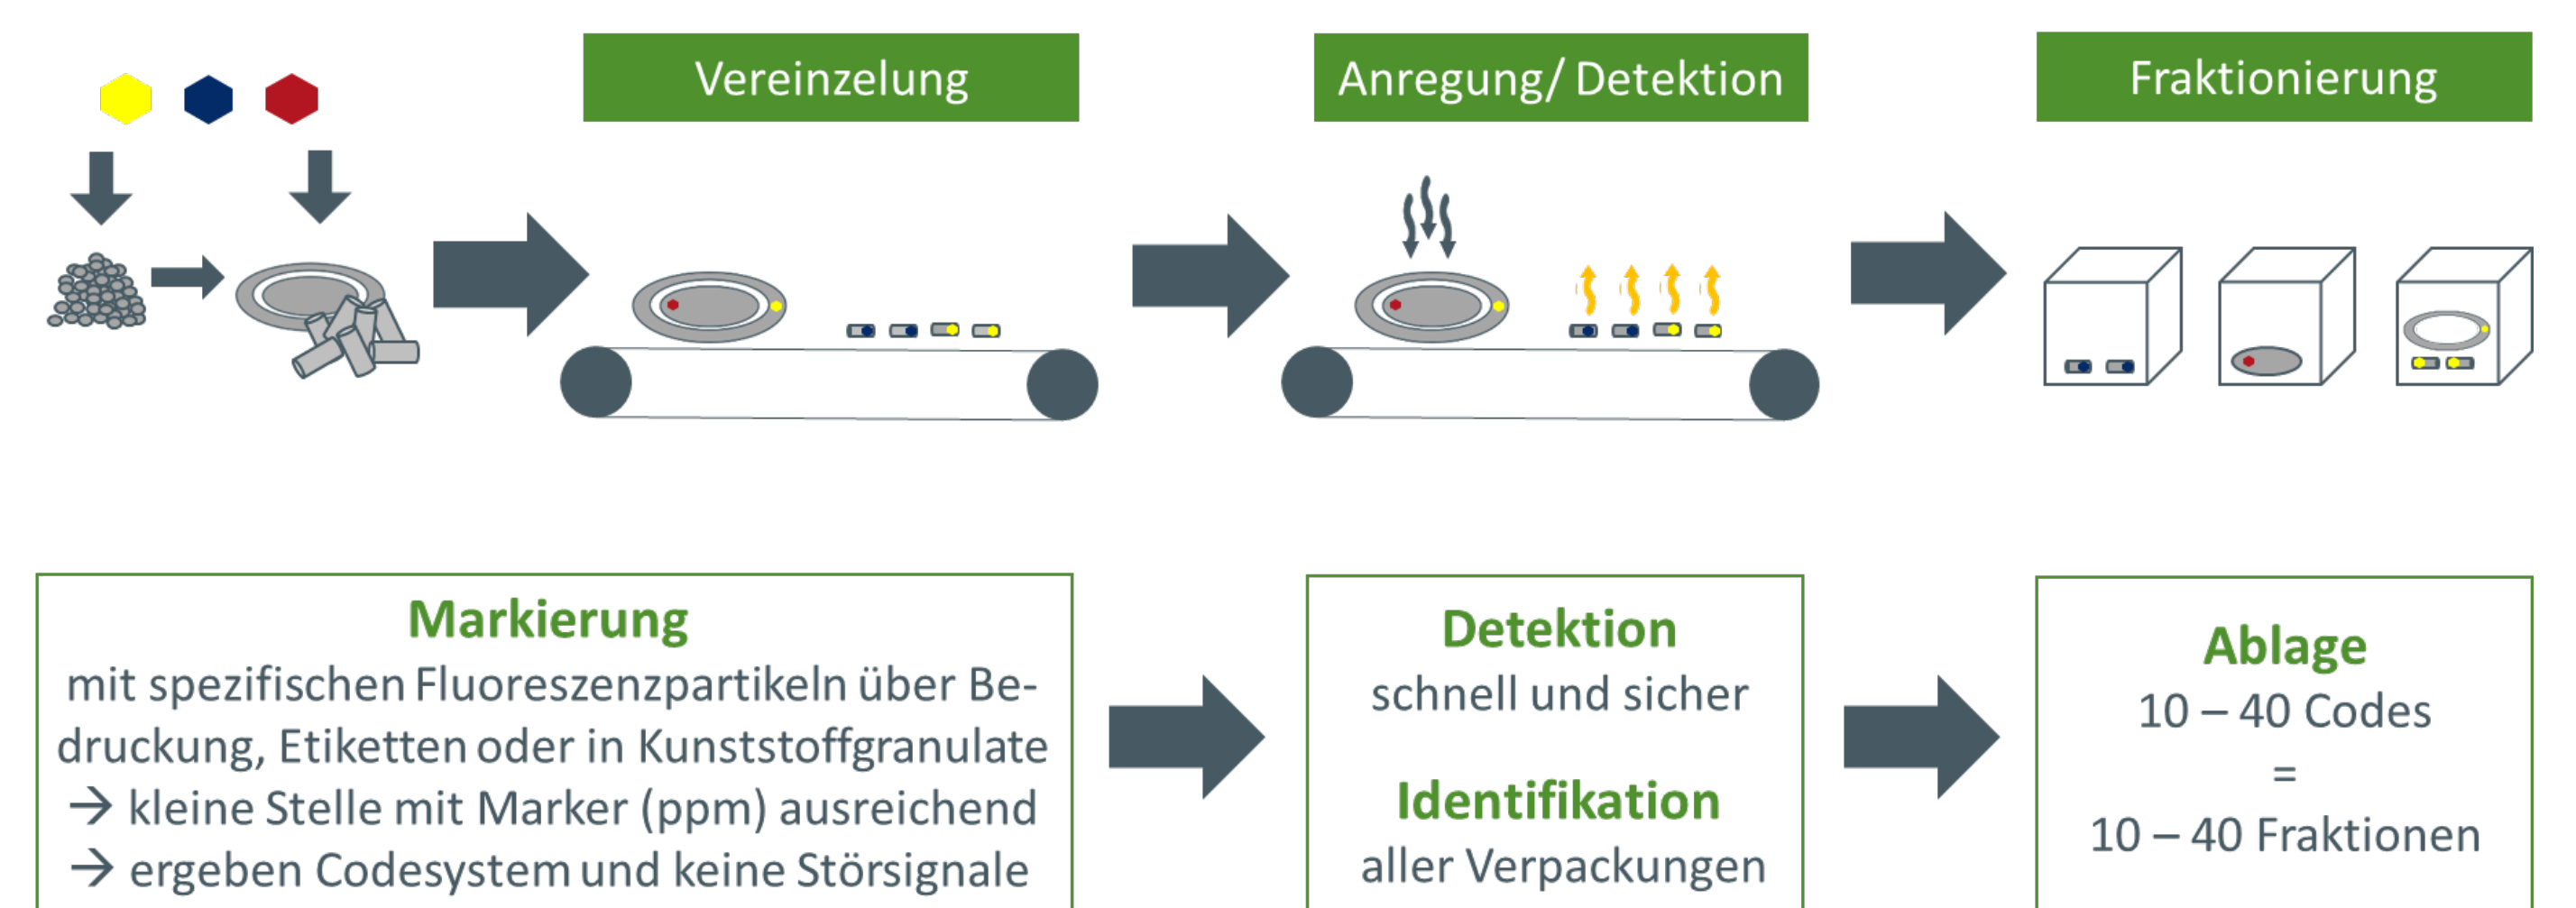 Vereinzelung
Anregung/ Detektion
Fraktionierung
Markierung
mit spezifischen Fluoreszenzpartikeln über Be-
druckung, Etiketten oder in Kunststoffgranulate
→ kleine Stelle mit Marker (ppm) ausreichend
→ ergeben Codesystem und keine Störsignale
Detektion
schnell und sicher
Identifikation
aller Verpackungen
Ablage
10 – 40 Codes
=
10 – 40 Fraktionen